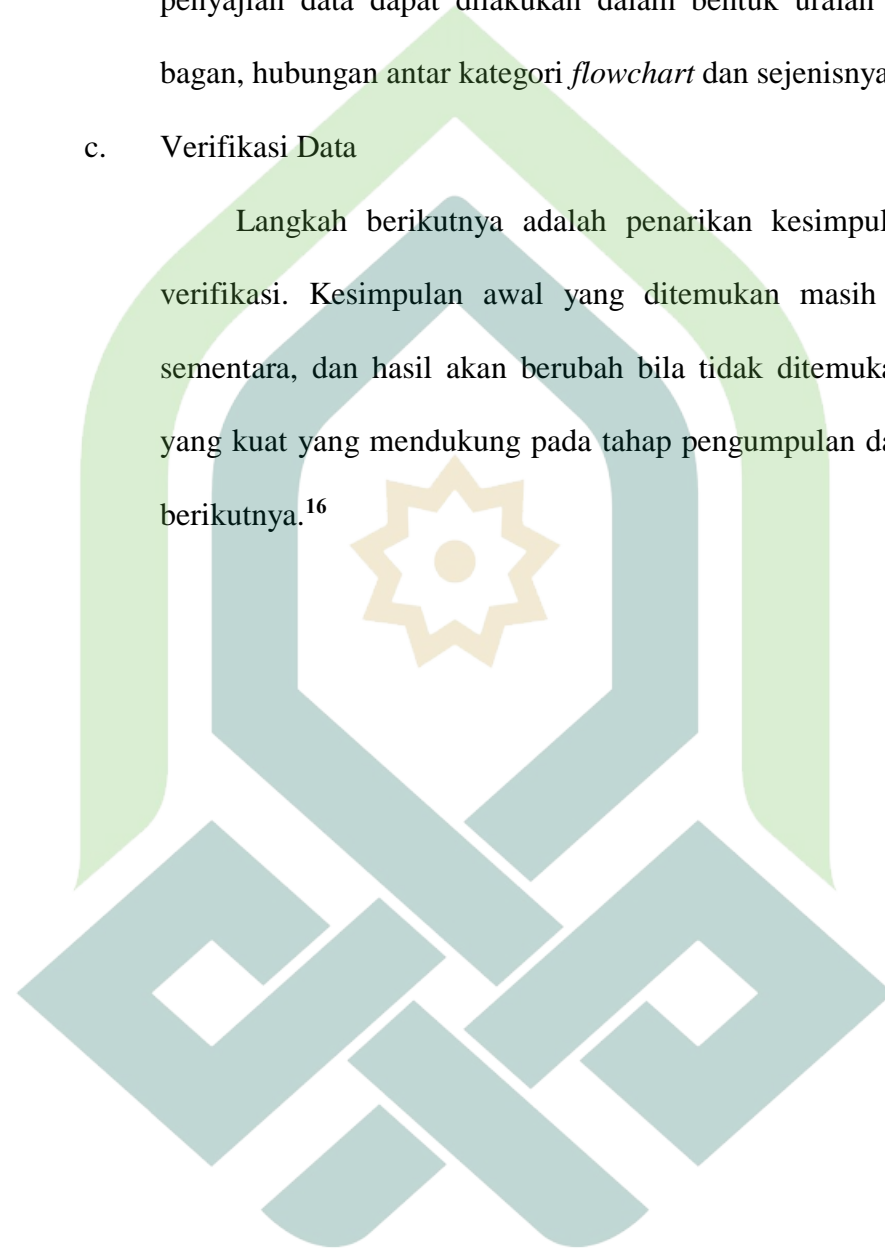 penyajian data dapat dilakukan dalam bentuk uraian
bagan, hubungan antar kategori flowchart dan sejenisnya
c. Verifikasi Data
Langkah berikutnya adalah penarikan kesimpul
verifikasi. Kesimpulan awal yang ditemukan masih
sementara, dan hasil akan berubah bila tidak ditemuka
yang kuat yang mendukung pada tahap pengumpulan da
berikutnya.16